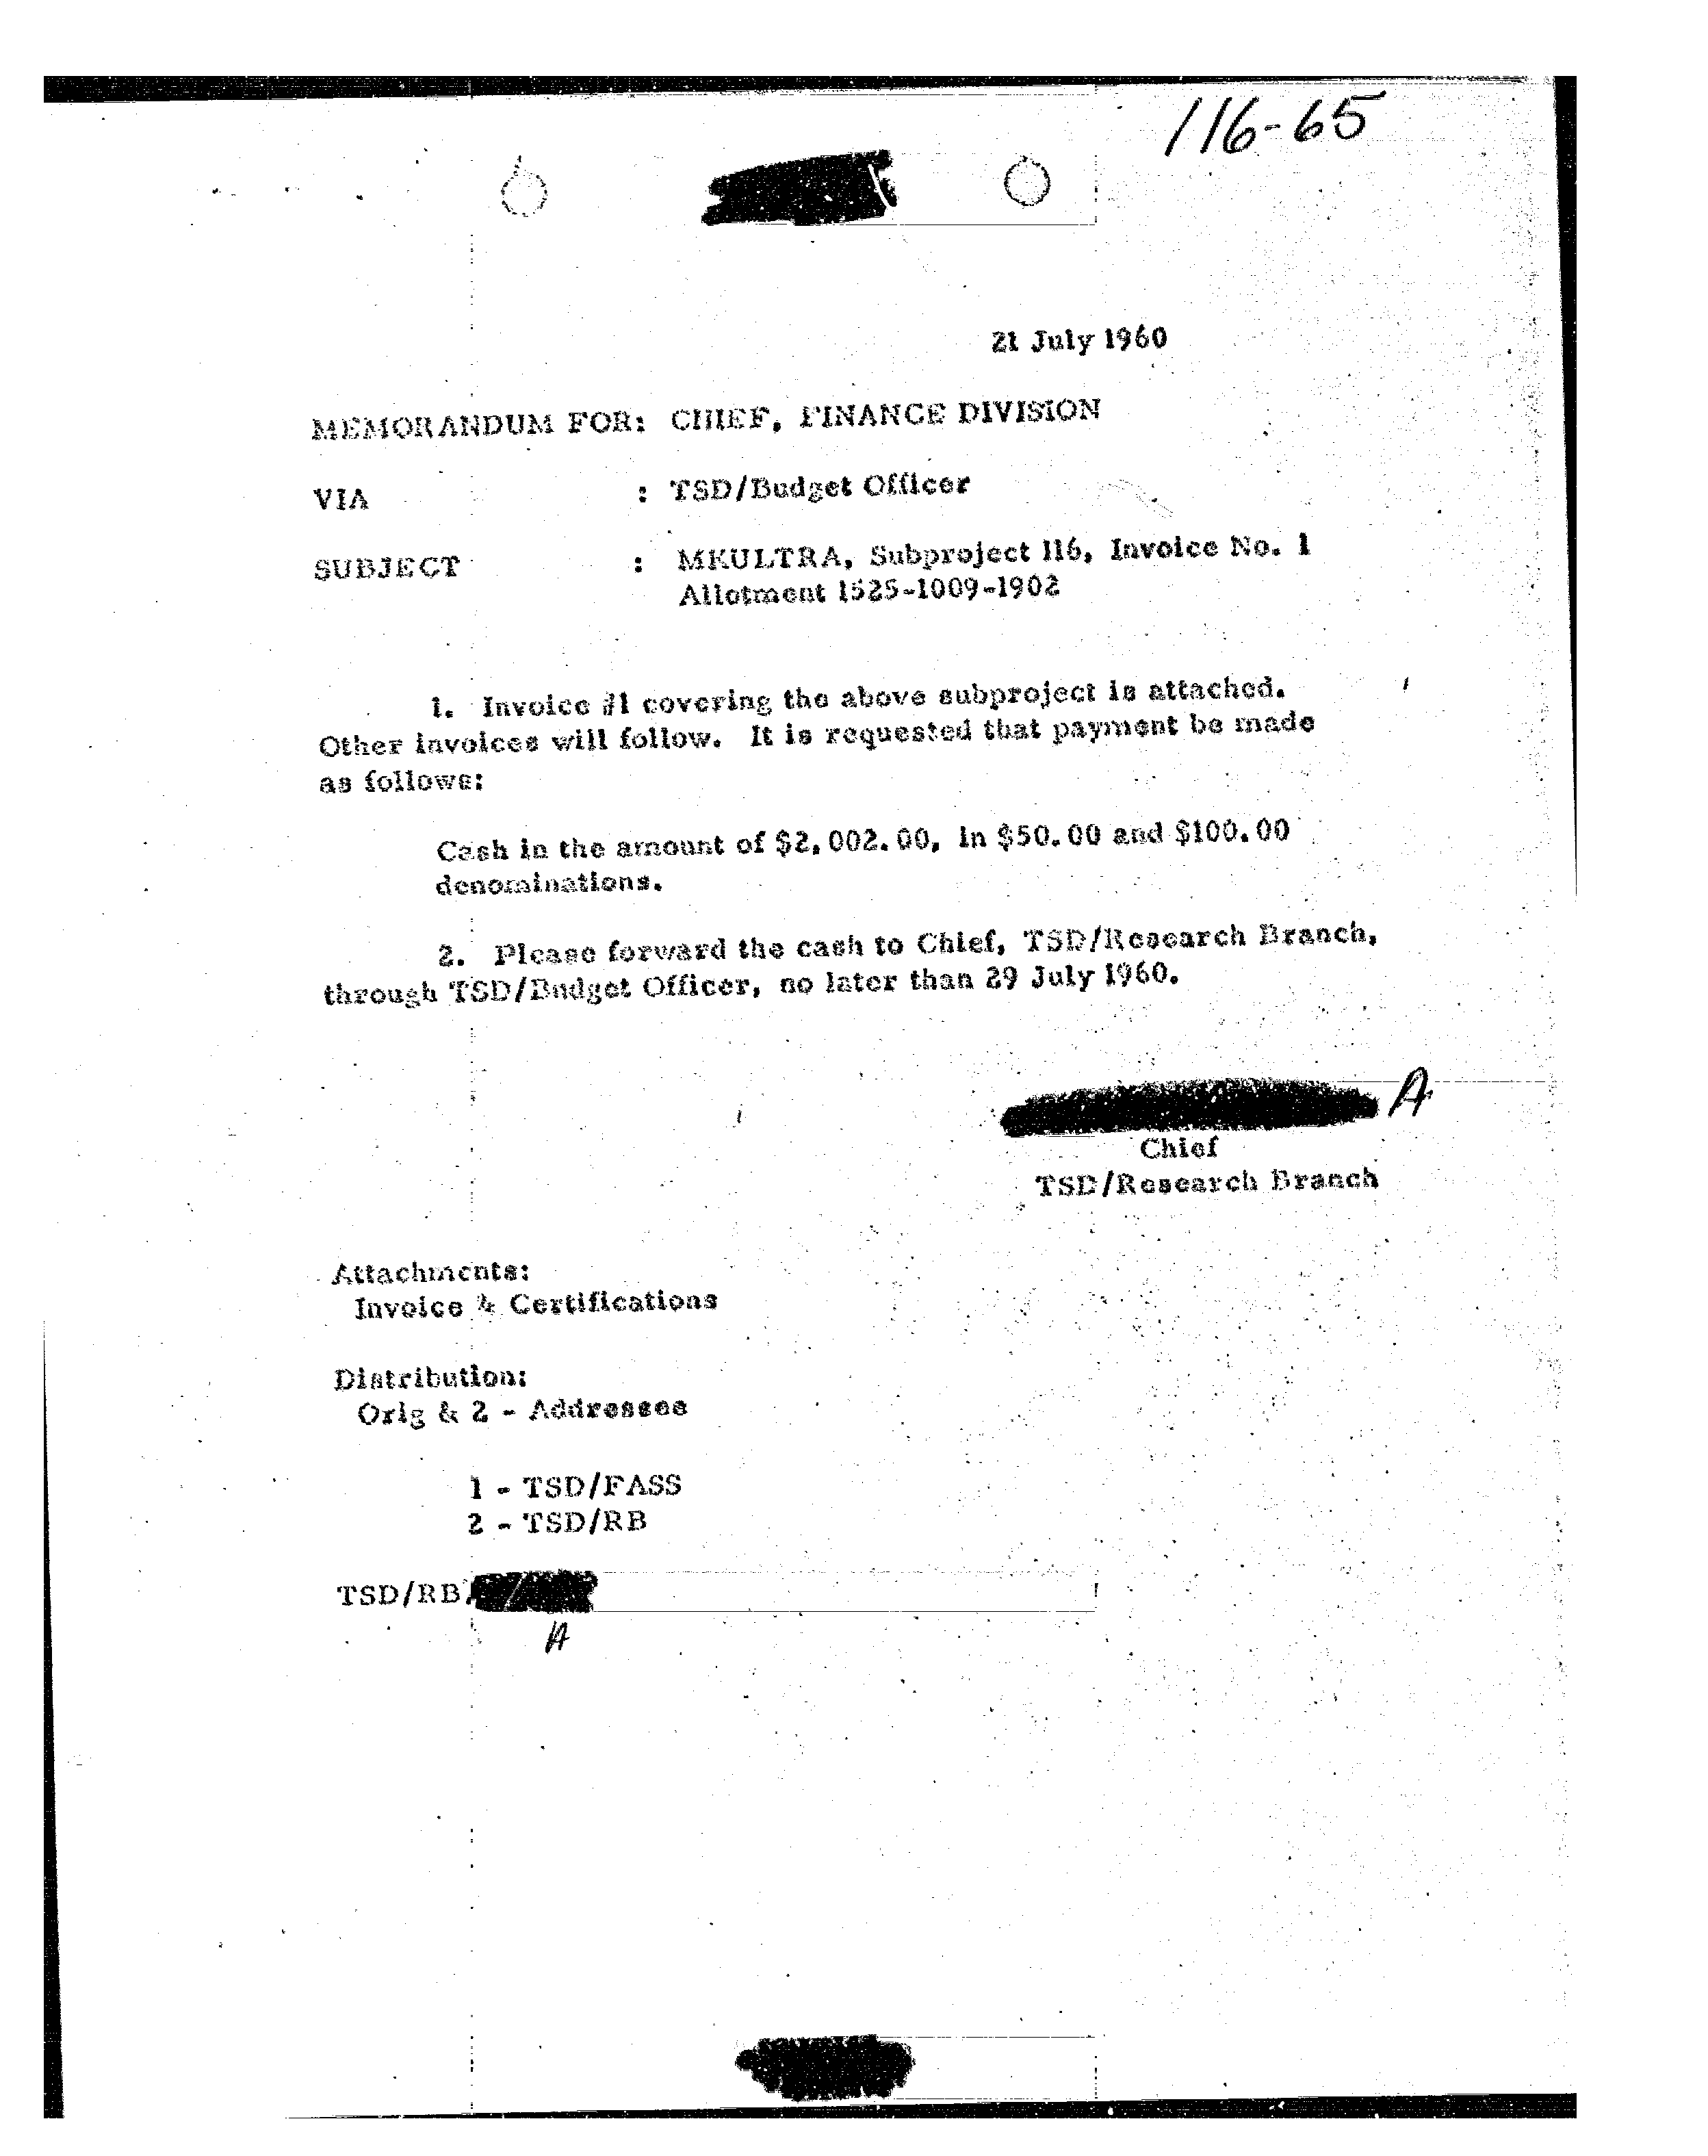 116-65
21 July 1960
MEMORANDUM FOR: CHIEF, FINANCE DIVISION
VIA : TSD/Budget Officer
SUBJECT : MKULTRA, Subproject 116, Invoice No. 1
Allotment 1525-1009-1902
1. Invoice #1 covering the above subproject is attached.
Other invoices will follow. It is requested that payment be made
as follows:
Cash in the amount of $2,002.00, in $50.00 and $100.00
denominations.
2. Please forward the cash to Chief, TSD/Research Branch,
through TSD/Budget Officer, no later than 29 July 1960.
A
Chief
TSD/Research Branch
Attachments:
Invoice & Certifications
Distribution:
Orig & 2 - Addressee
1 - TSD/FASS
2 - TSD/RB
TSD/RB
A